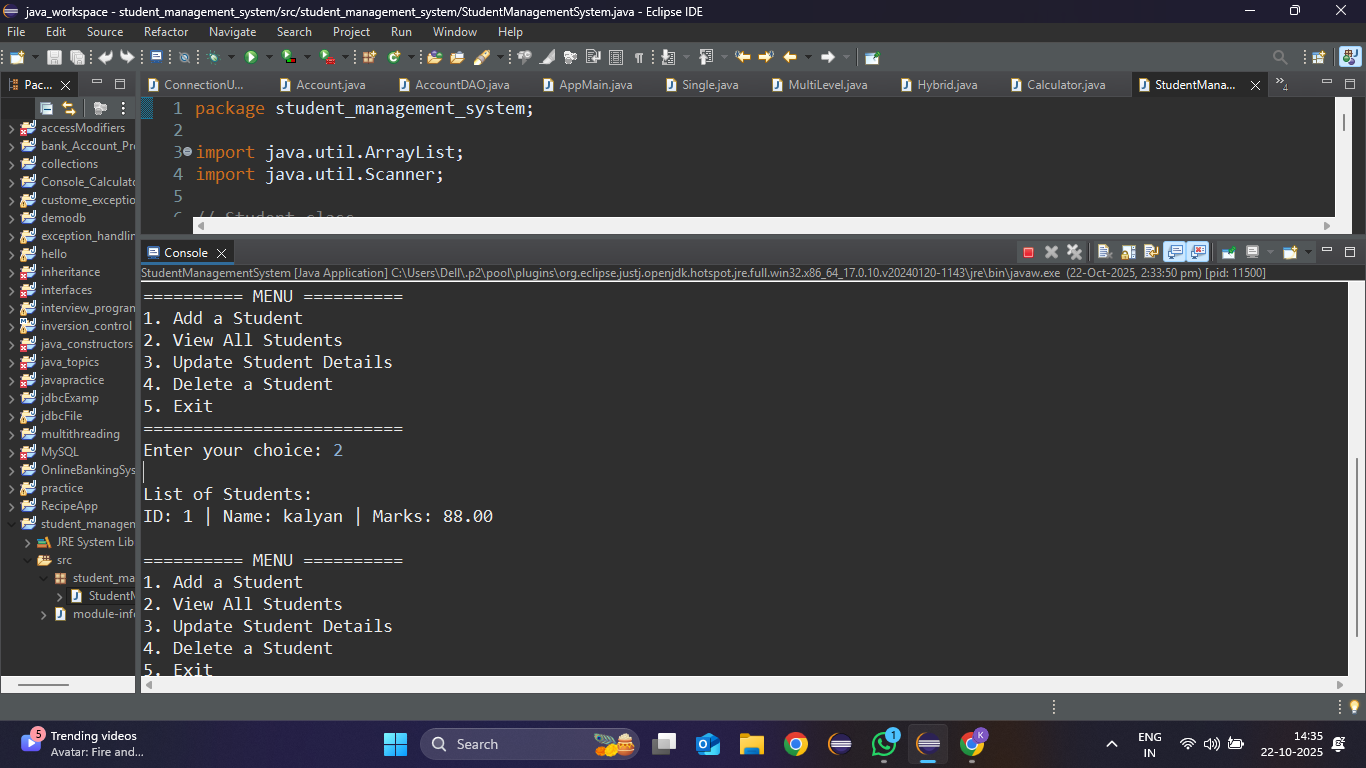 java_workspace - student_management_system/src/student_management_system/StudentManagementSystem.java - Eclipse IDE
File Edit Source Refactor Navigate Search Project Run Window Help
Pac...
ConnectionU... Account.java AccountDAO.java AppMain.java Single.java MultiLevel.java Hybrid.java Calculator.java StudentMana... 4
accessModifiers
bank_Account_Pr
collections
Console_Calculat
custome_exceptio
demodb
exception_handlin
hello
inheritance
interfaces
interview_program
inversion_control
java_constructors
java_topics
javapractice
jdbcExamp
jdbcFile
multithreading
MySQL
OnlineBankingSys
practice
RecipeApp
student_managen
JRE System Lib
src
student_ma
StudentM
module-info
1 package student_management_system;
2
3 import java.util.ArrayList;
4 import java.util.Scanner;
5
6 // Student class
Console
StudentManagementSystem [Java Application] C:\Users\Dell\.p2\pool\plugins\org.eclipse.justj.openjdk.hotspot.jre.full.win32.x86_64_17.0.10.v20240120-1143\jre\bin\javaw.exe (22-Oct-2025, 2:33:50 pm) [pid: 11500]
========== MENU ==========
1. Add a Student
2. View All Students
3. Update Student Details
4. Delete a Student
5. Exit
==========================
Enter your choice: 2
List of Students:
ID: 1 | Name: kalyan | Marks: 88.00
========== MENU ==========
1. Add a Student
2. View All Students
3. Update Student Details
4. Delete a Student
5. Exit
5
Trending videos
Avatar: Fire and...
Search
1
K
ENG
IN
14:35
22-10-2025